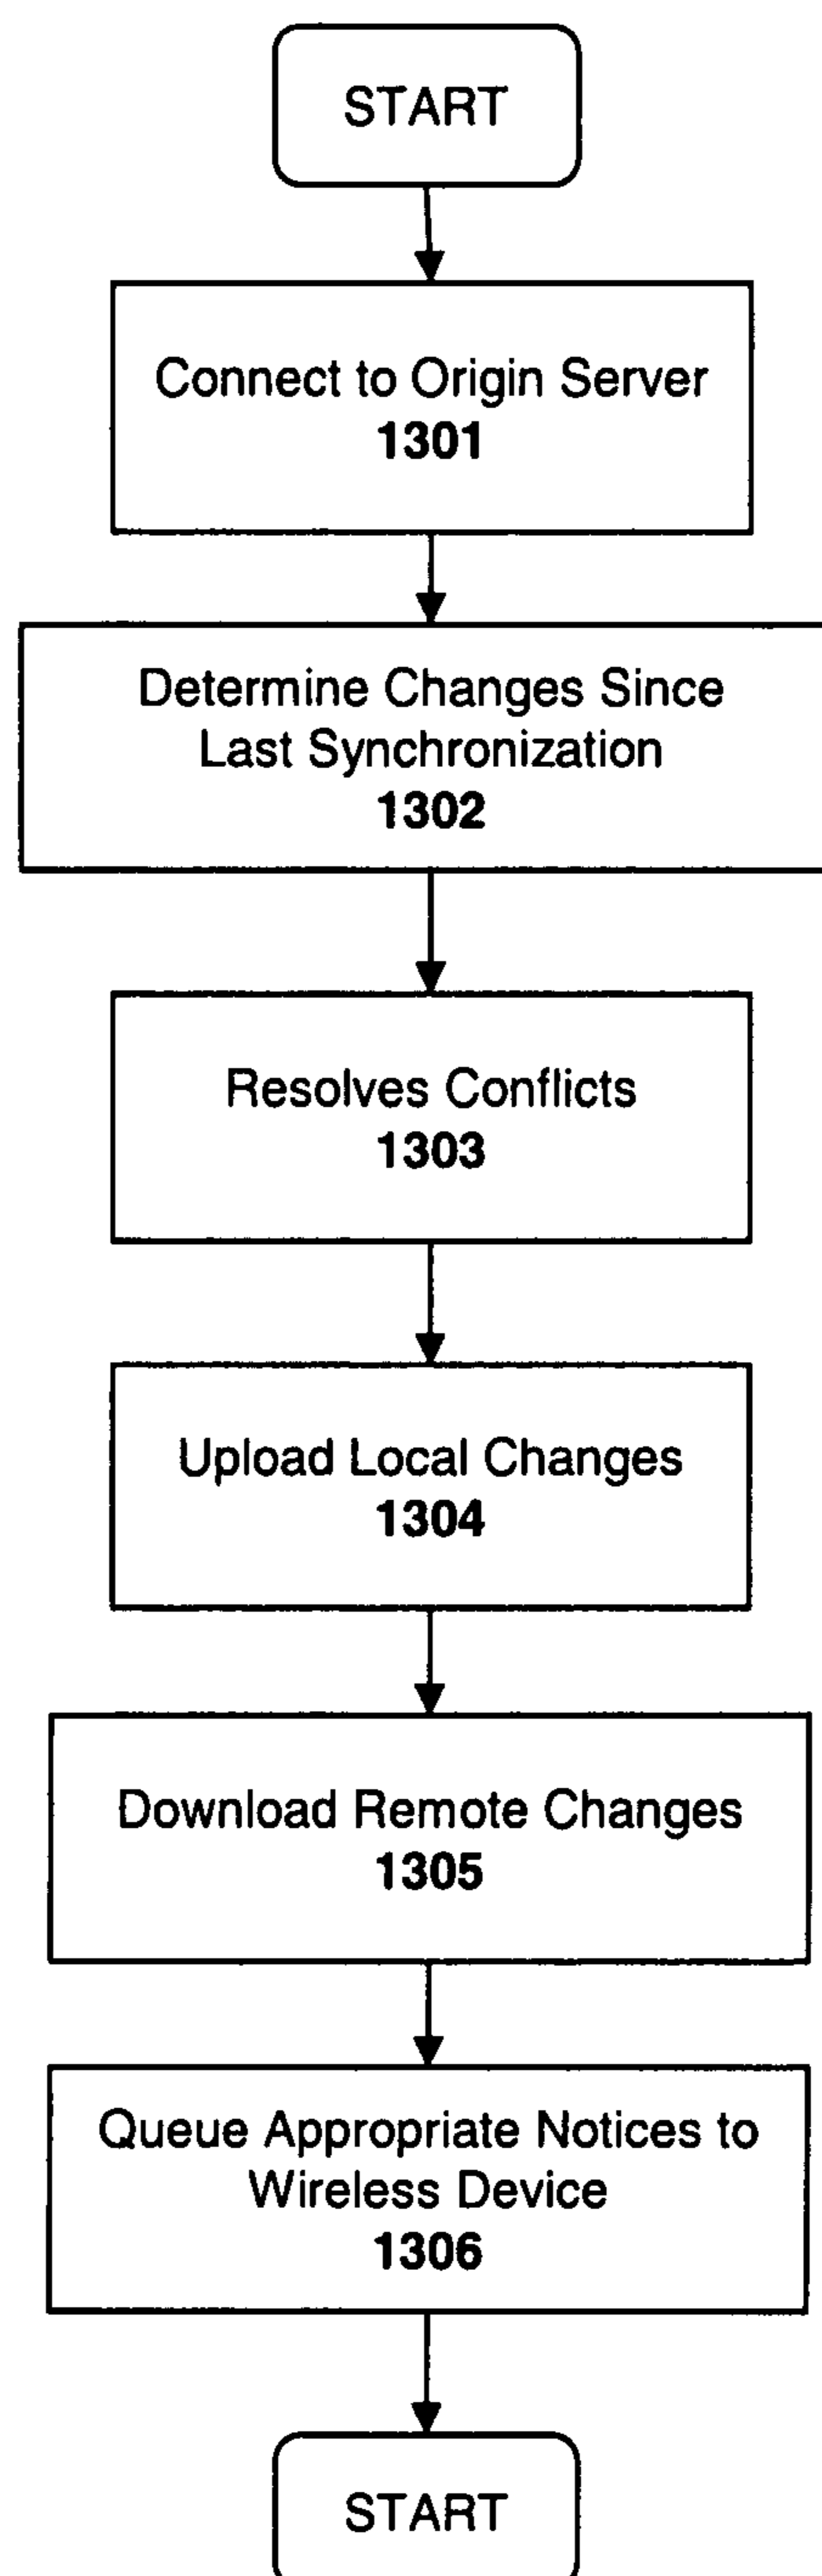 START
Connect to Origin Server
1301
Determine Changes Since
Last Synchronization
1302
Resolves Conflicts
1303
Upload Local Changes
1304
Download Remote Changes
1305
Queue Appropriate Notices to
Wireless Device
1306
START